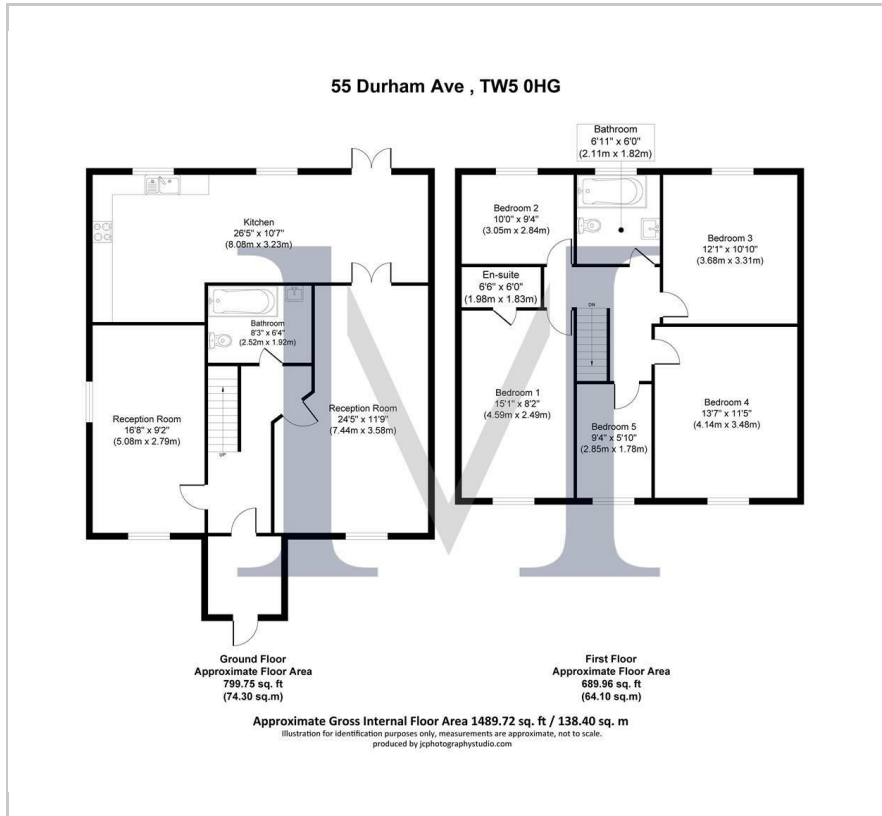 55 Durham Ave , TW5 0HG
Kitchen
26'5" x 10'7"
(8.08m x 3.23m)
Bathroom
8'3" x 6'4"
(2.52m x 1.92m)
Reception Room
16'8" x 9'2"
(5.08m x 2.79m)
Reception Room
24'5" x 11'9"
(7.44m x 3.58m)
UP
Ground Floor
Approximate Floor Area
799.75 sq. ft
(74.30 sq.m)
Bathroom
6'11" x 6'0"
(2.11m x 1.82m)
Bedroom 2
10'0" x 9'4"
(3.05m x 2.84m)
Bedroom 3
12'1" x 10'10"
(3.68m x 3.31m)
En-suite
6'6" x 6'0"
(1.98m x 1.83m)
DN
Bedroom 1
15'1" x 8'2"
(4.59m x 2.49m)
Bedroom 5
9'4" x 5'10"
(2.85m x 1.78m)
Bedroom 4
13'7" x 11'5"
(4.14m x 3.48m)
First Floor
Approximate Floor Area
689.96 sq. ft
(64.10 sq.m)
Approximate Gross Internal Floor Area 1489.72 sq. ft / 138.40 sq. m
Illustration for identification purposes only, measurements are approximate, not to scale.
produced by jcphotographystudio.com